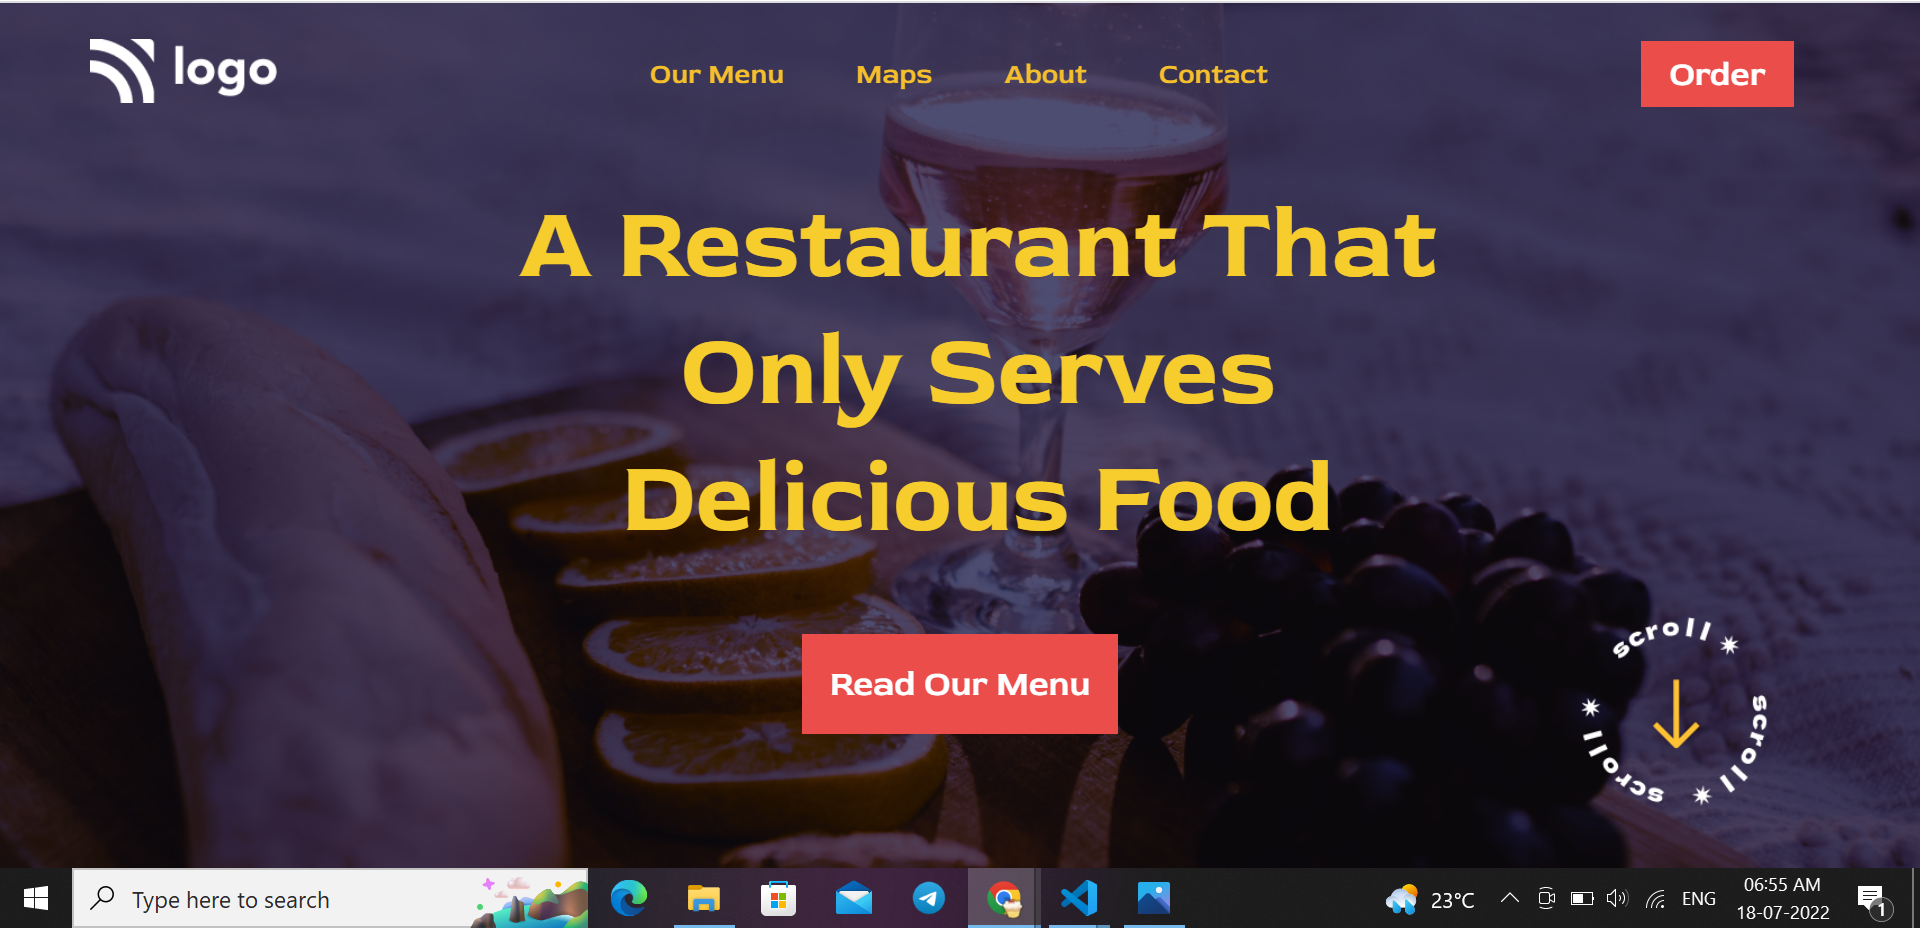 logo
Our Menu Maps About Contact
Order
A Restaurant That
Only Serves
Delicious Food
Read Our Menu
scroll * scroll * scroll *
Type here to search
23°C
ENG
06:55 AM
18-07-2022
1